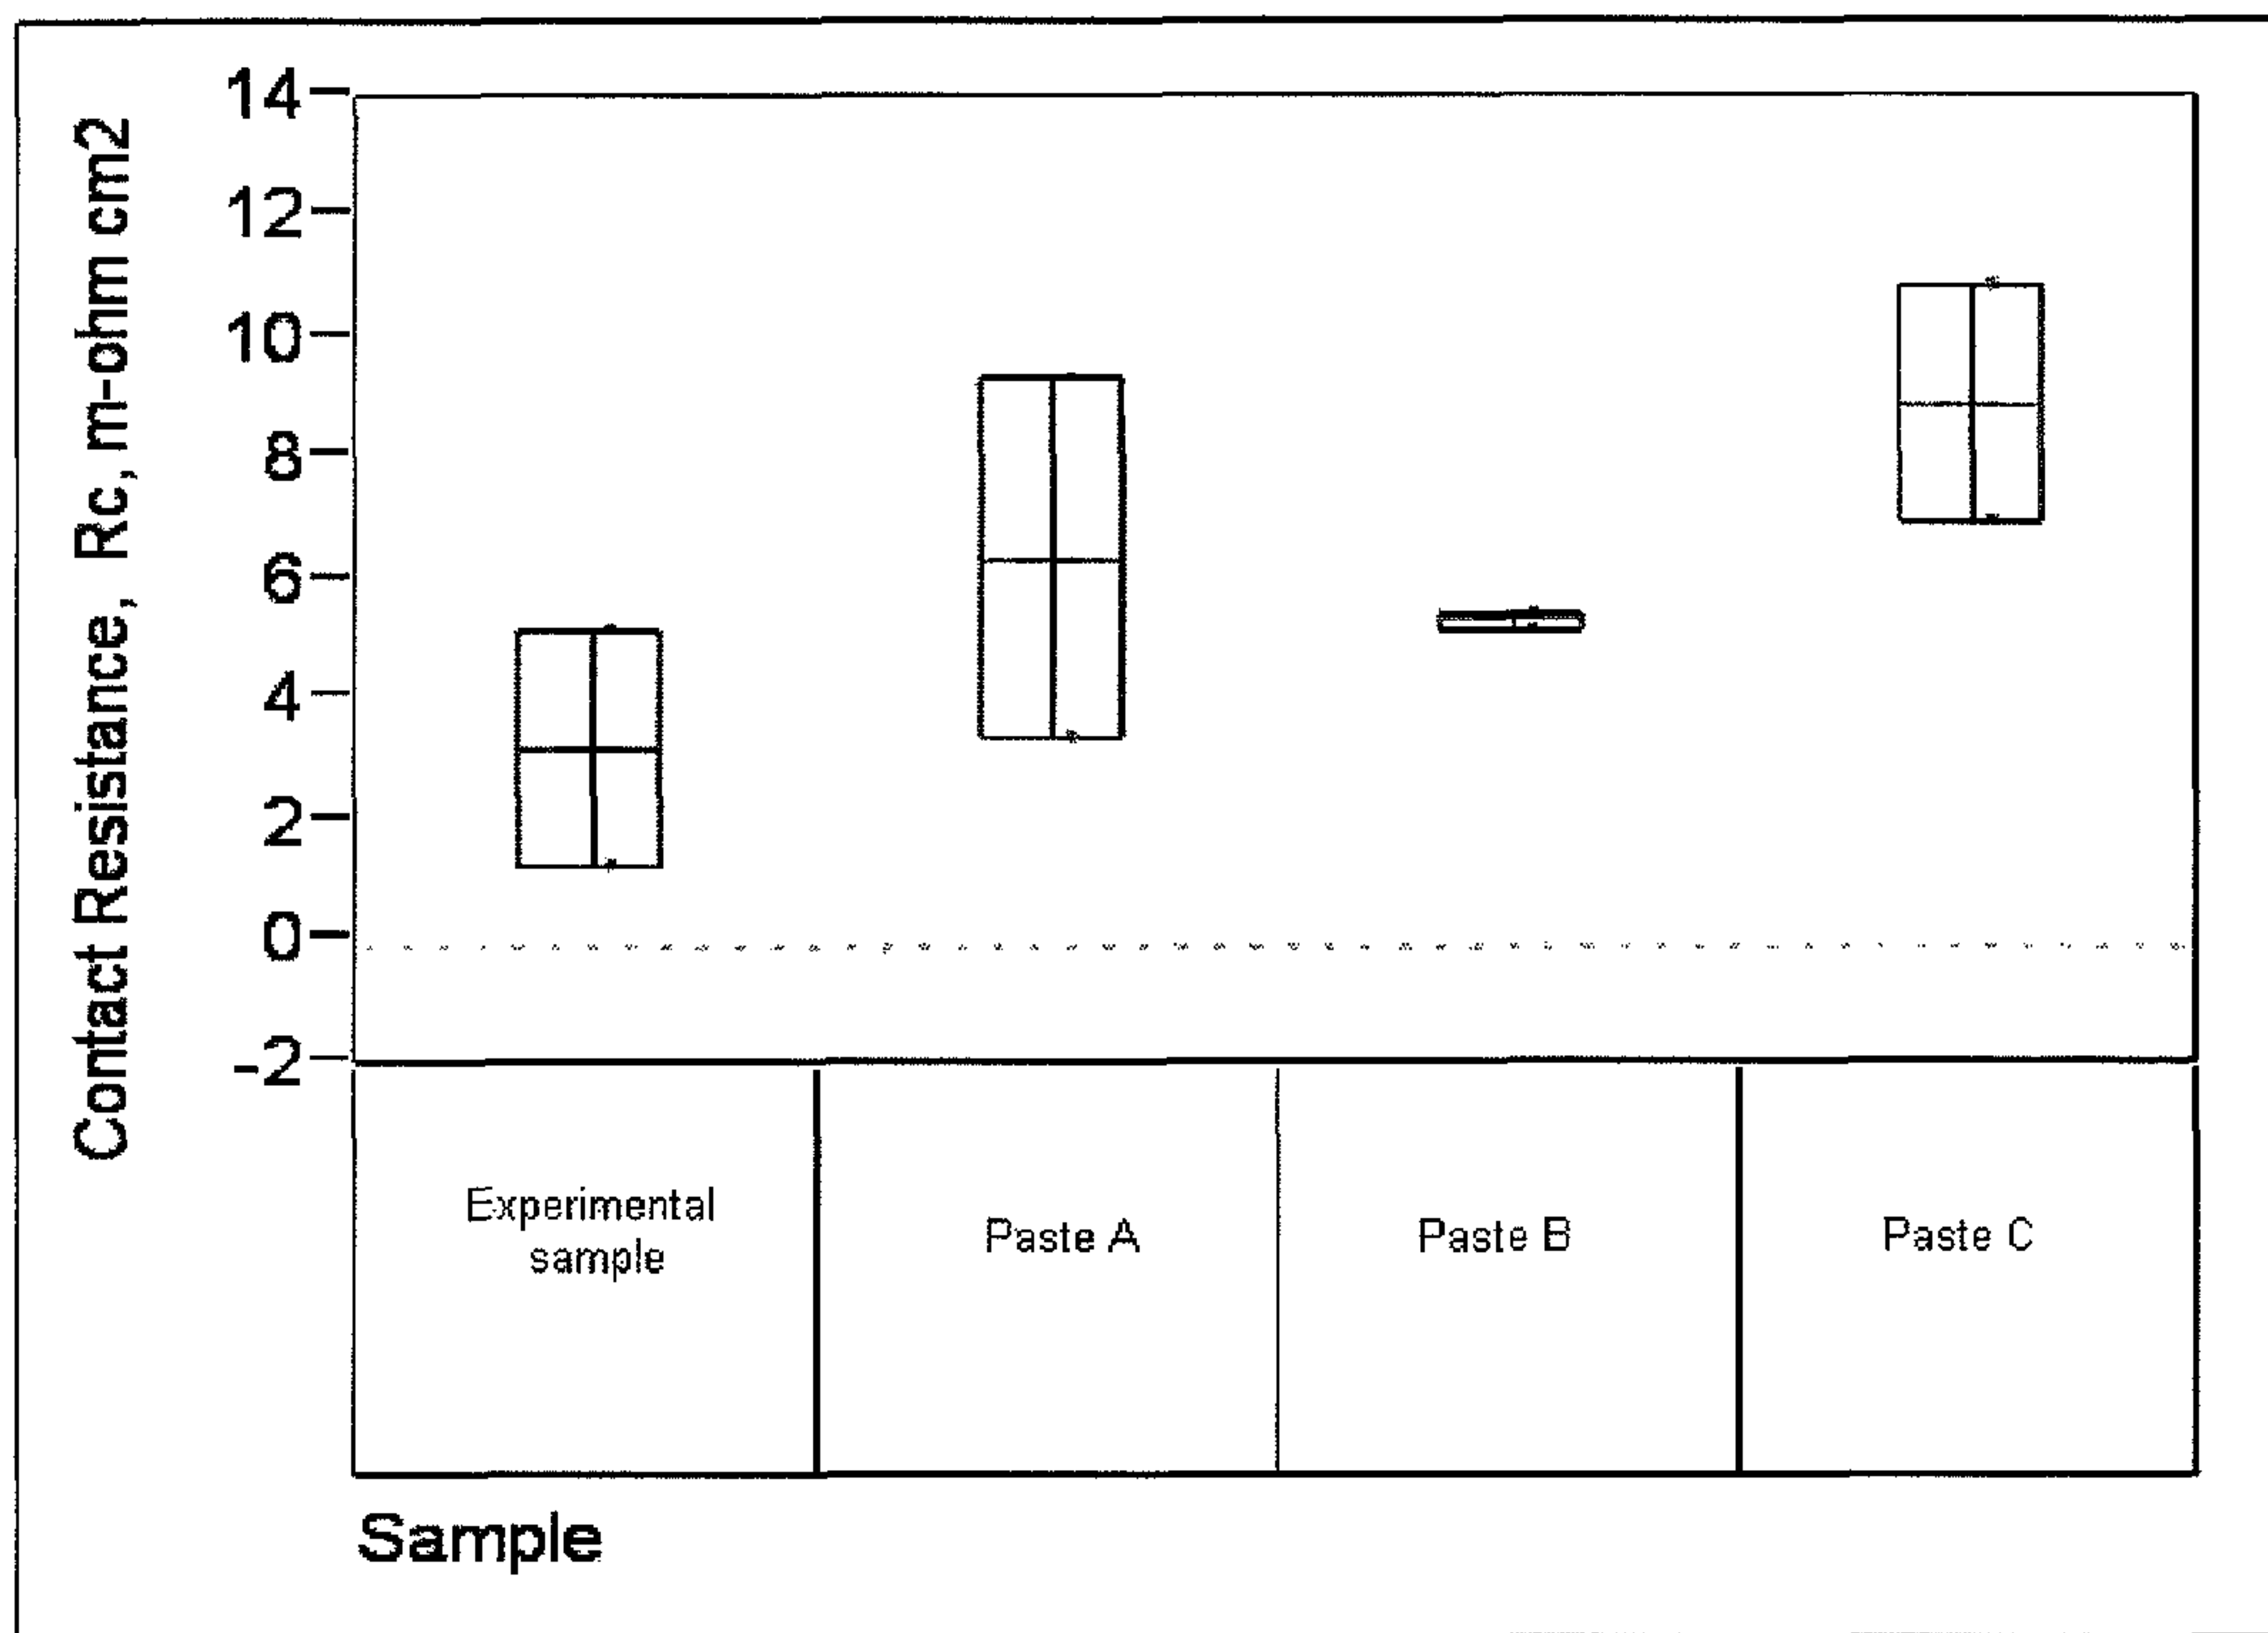 Contact Resistance, Rc, m-ohm cm2
14
12
10
8
6
4
2
0
-2
Experimental
sample
Paste A
Paste B
Paste C
Sample